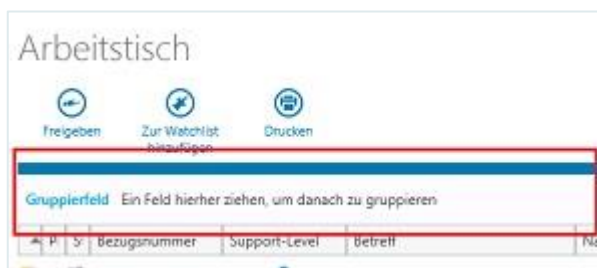 Arbeitstisch
Freigeben Zur Watchlist hinzufügen Drucken
Gruppierfeld Ein Feld hierher ziehen, um danach zu gruppieren
P S Bezugsnummer Support-Level Betreff Na